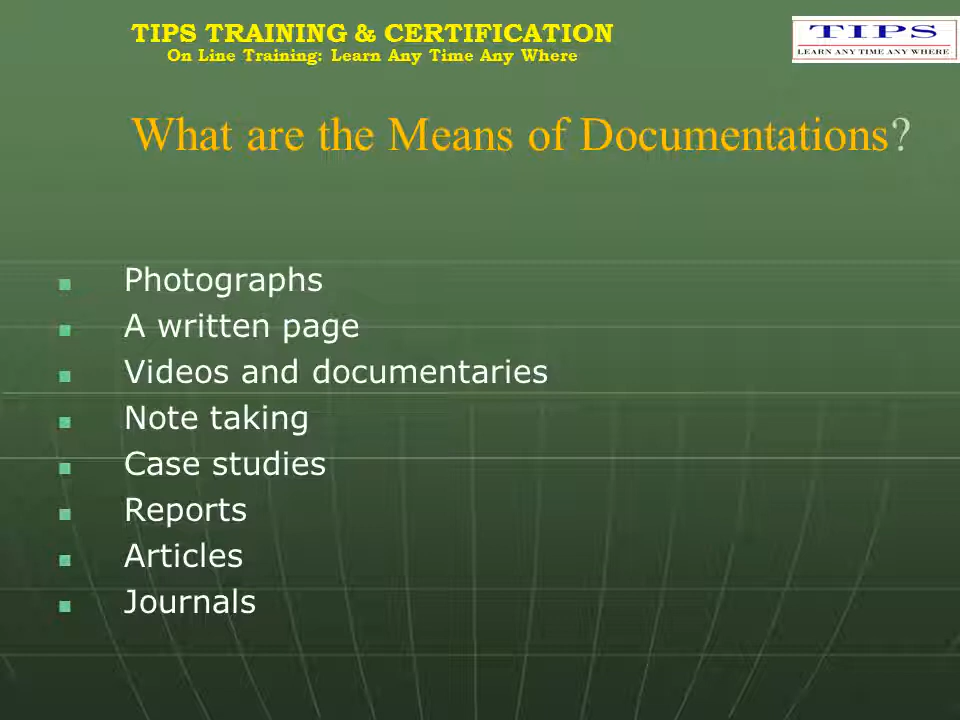 TIPS TRAINING & CERTIFICATION
On Line Training: Learn Any Time Any Where
TIPS
LEARN ANY TIME ANY WHERE
What are the Means of Documentations?
Photographs
A written page
Videos and documentaries
Note taking
Case studies
Reports
Articles
Journals